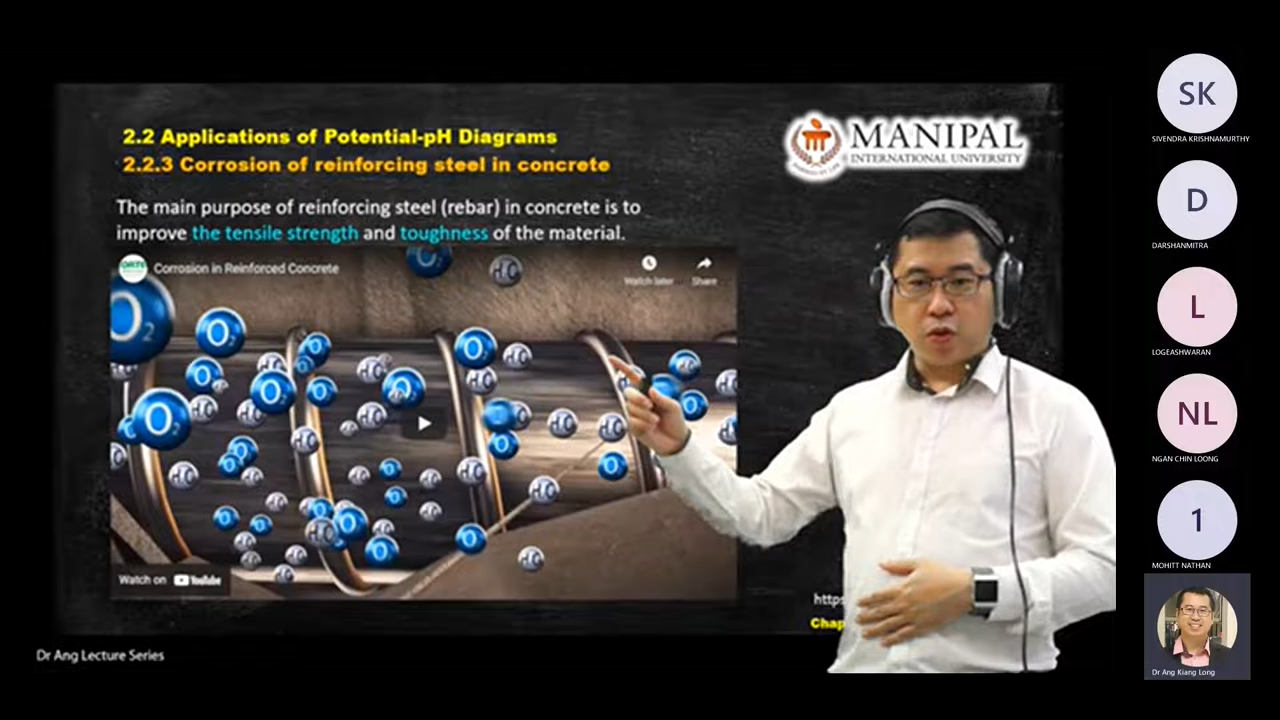 2.2 Applications of Potential-pH Diagrams
2.2.3 Corrosion of reinforcing steel in concrete
MANIPAL
INTERNATIONAL UNIVERSITY
The main purpose of reinforcing steel (rebar) in concrete is to
improve the tensile strength and toughness of the material.
Corrosion in Reinforced Concrete
Watch later
Share
O2
H2O
Watch on YouTube
https
Chap
Dr Ang Lecture Series
SK
SIVENDRA KRISHNAMURTHY
D
DARSHANMITRA
L
LOGEASHWARAN
NL
NGAN CHIN LOONG
1
MOHITT NATHAN
Dr Ang Kiang Long